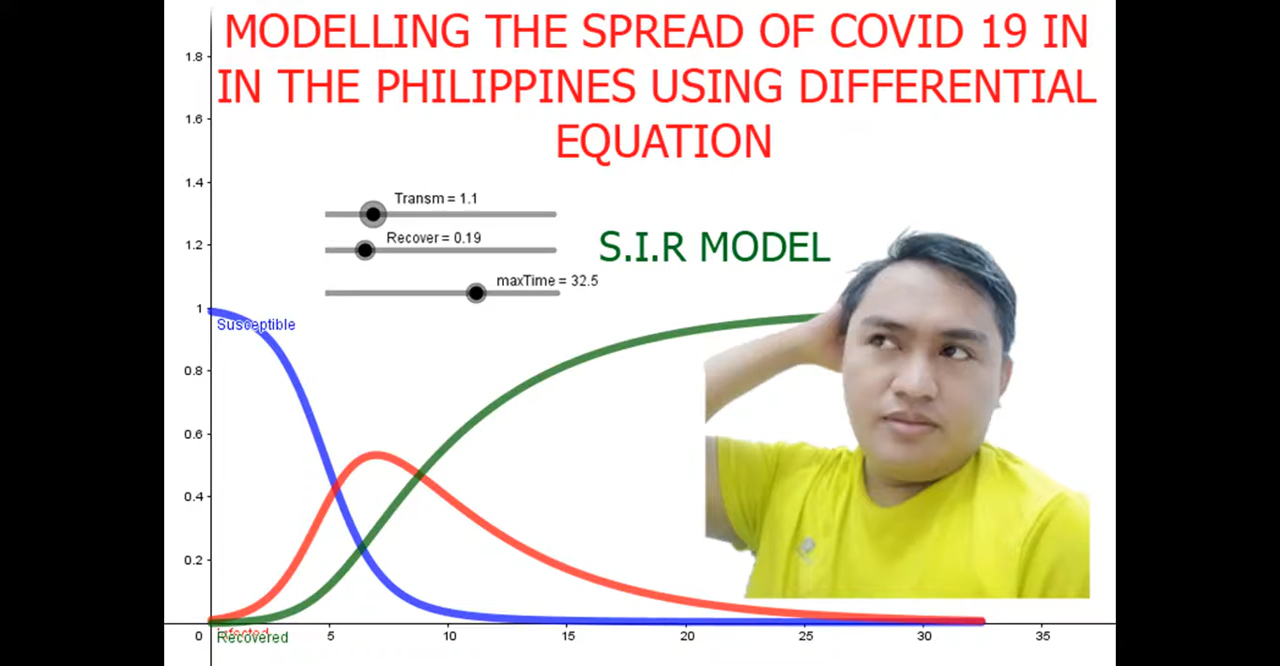 MODELLING THE SPREAD OF COVID 19 IN
IN THE PHILIPPINES USING DIFFERENTIAL
EQUATION
1.8
1.6
1.4
Transm = 1.1
Recover = 0.19
S.I.R MODEL
1.2
maxTime = 32.5
1
Susceptible
0.8
0.6
0.4
0.2
0
5
10
15
20
25
30
35
Infected
Recovered